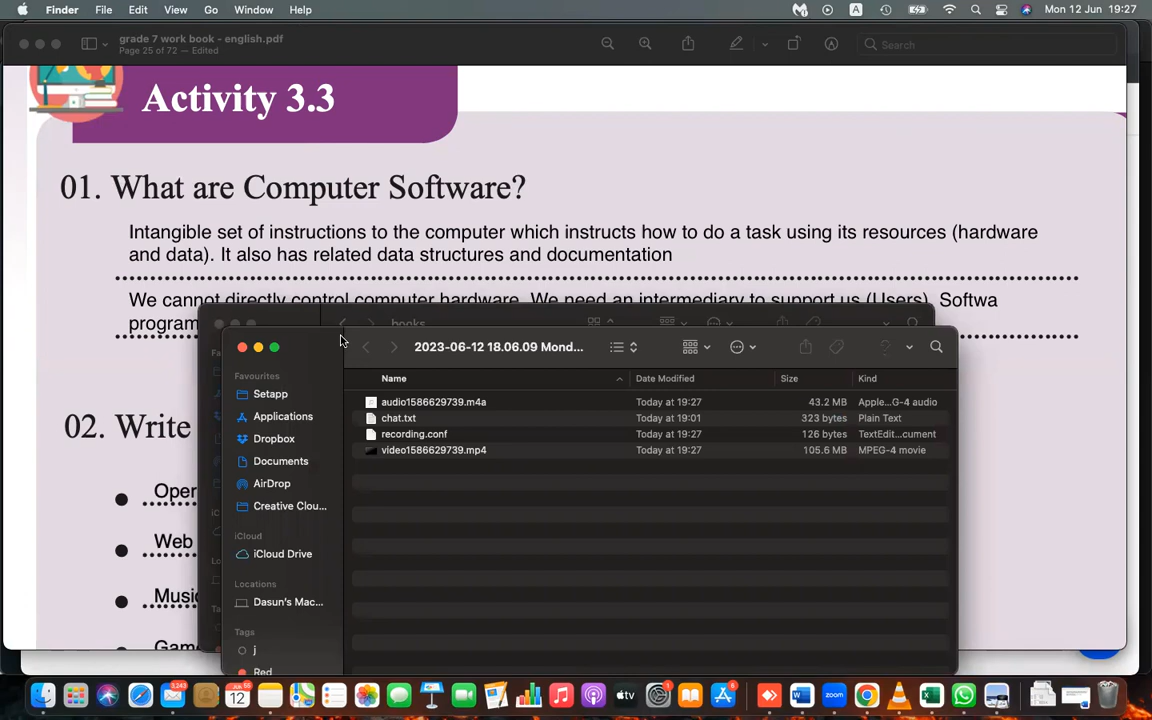 Finder File Edit View Go Window Help A Mon 12 Jun 19:27
grade 7 work book - english.pdf
Page 25 of 72 — Edited
Search
Activity 3.3
01. What are Computer Software?
Intangible set of instructions to the computer which instructs how to do a task using its resources (hardware
and data). It also has related data structures and documentation
We cannot directly control computer hardware. We need an intermediary to support us (Users). Softwa
program
books
2023-06-12 18.06.09 Mond...
Favourites
Setapp
Applications
Dropbox
Documents
AirDrop
Creative Clou...
iCloud
iCloud Drive
Locations
Dasun's Mac...
Tags
j
Red
Name Date Modified Size Kind
audio1586629739.m4a Today at 19:27 43.2 MB Apple...G-4 audio
chat.txt Today at 19:01 323 bytes Plain Text
recording.conf Today at 19:27 126 bytes TextEdit...cument
video1586629739.mp4 Today at 19:27 105.6 MB MPEG-4 movie
02. Write
Oper
Web
Music
Gam
3,243
12
1
tv
6
zoom